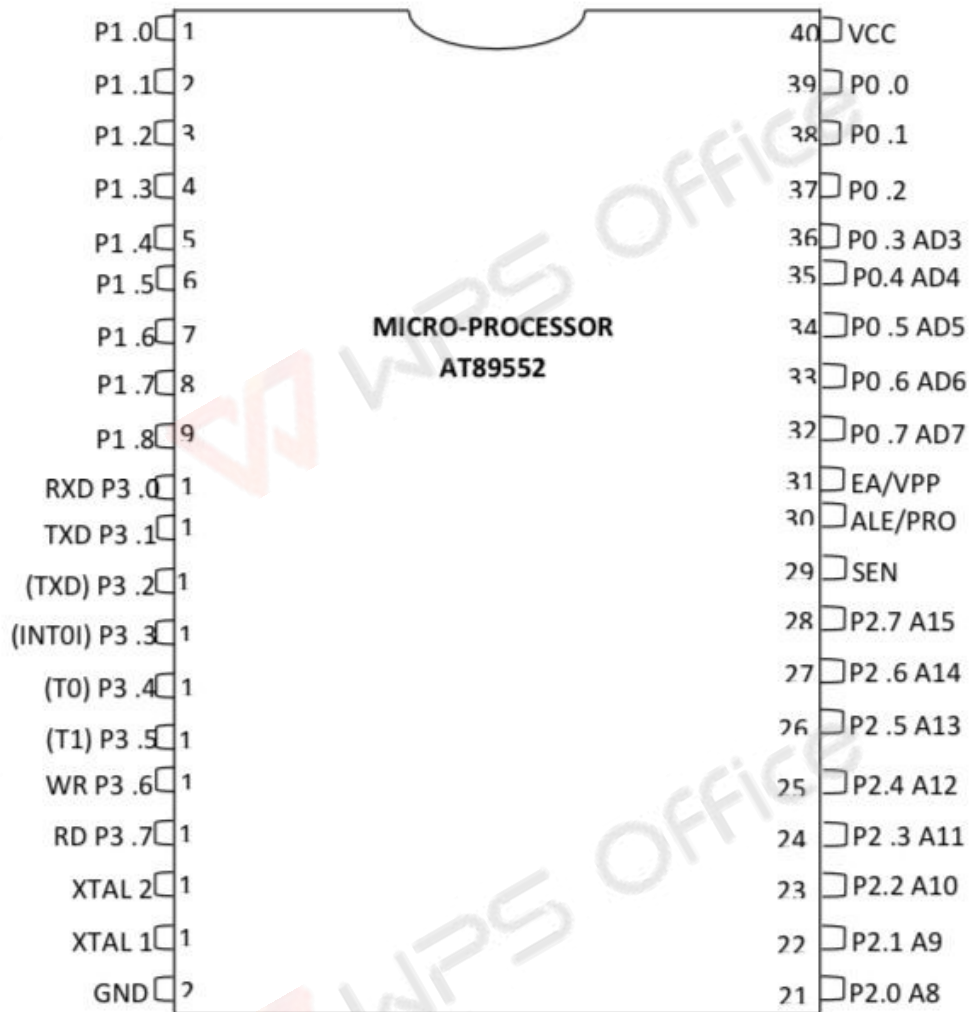 P1 .0 1 40 VCC
P1 .1 2 39 P0 .0
P1 .2 3 38 P0 .1
P1 .3 4 37 P0 .2
P1 .4 5 36 P0 .3 AD3
P1 .5 6 35 P0.4 AD4
MICRO-PROCESSOR
P1 .6 7 34 P0 .5 AD5
AT89552
P1 .7 8 33 P0 .6 AD6
P1 .8 9 32 P0 .7 AD7
RXD P3 .0 1 31 EA/VPP
TXD P3 .1 1 30 ALE/PRO
(TXD) P3 .2 1 29 SEN
(INT0I) P3 .3 1 28 P2.7 A15
(T0) P3 .4 1 27 P2 .6 A14
(T1) P3 .5 1 26 P2 .5 A13
WR P3 .6 1 25 P2.4 A12
RD P3 .7 1 24 P2 .3 A11
XTAL 2 1 23 P2.2 A10
XTAL 1 1 22 P2.1 A9
GND 2 21 P2.0 A8
WPS Office
WPS Office